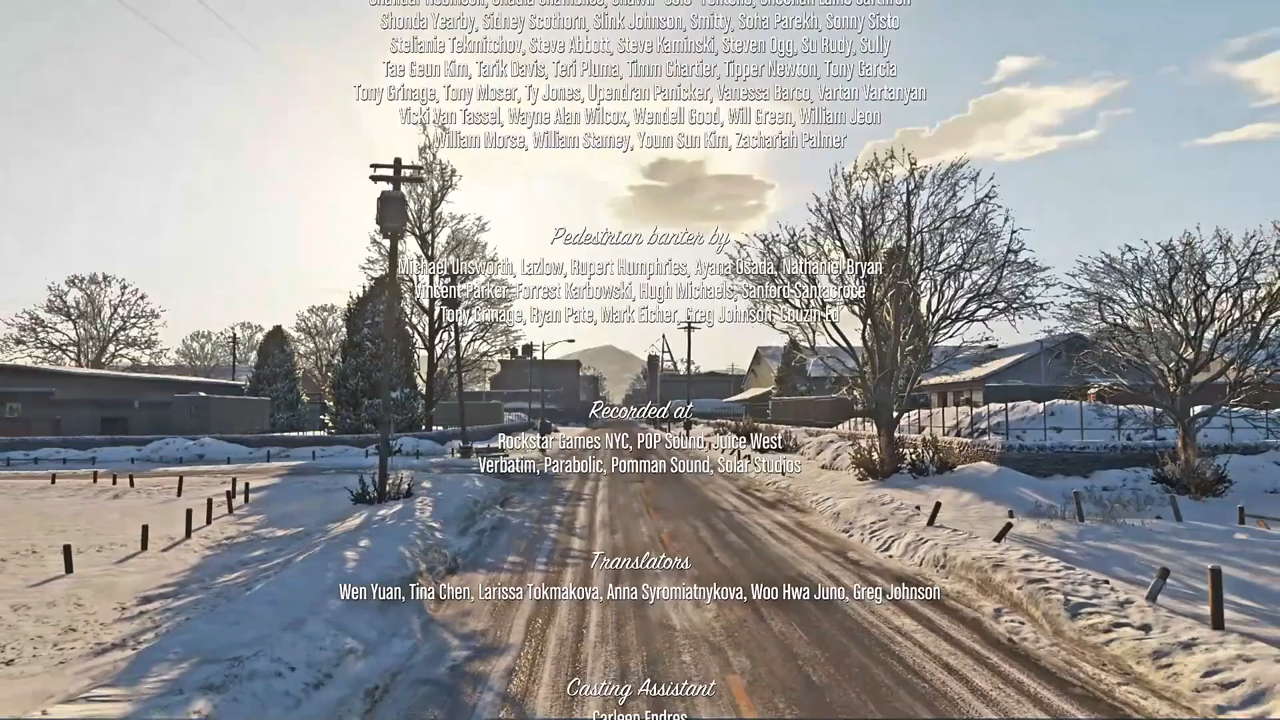 Shonda Yearby, Sidney Scothorn, Slink Johnson, Smitty, Soha Parekh, Sonny Sisto
Stelianie Tekmitchov, Steve Abbott, Steve Kaminski, Steven Ogg, Su Rudy, Sully
Tae Geun Kim, Tarik Davis, Teri Pluma, Timm Chartier, Tipper Newton, Tony Garcia
Tony Grinage, Tony Moser, Ty Jones, Upendran Panicker, Vanessa Barco, Vartan Vartanyan
Vicki Van Tassel, Wayne Alan Wilcox, Wendell Good, Will Green, William Jeon
William Morse, William Stamey, Youm Sun Kim, Zachariah Palmer
Pedestrian banter by
Michael Unsworth, Lazlow, Rupert Humphries, Ayana Osada, Nathaniel Bryan
Vincent Parker, Forrest Karbowski, Hugh Michaels, Sanford Santacroce
Tony Grinage, Ryan Pate, Mark Eicher, Greg Johnson, Couzin Ed
Recorded at
Rockstar Games NYC, POP Sound, Juice West
Verbatim, Parabolic, Pomman Sound, Solar Studios
Translators
Wen Yuan, Tina Chen, Larissa Tokmakova, Anna Syromiatnykova, Woo Hwa Juno, Greg Johnson
Casting Assistant
Carleen Endres